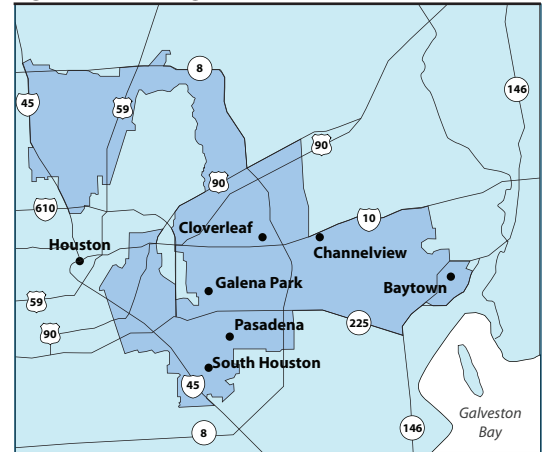 8
45
59
146
90
90
610
10
Cloverleaf
Houston
Channelview
Galena Park
Baytown
59
225
Pasadena
90
South Houston
45
Galveston
Bay
8
146